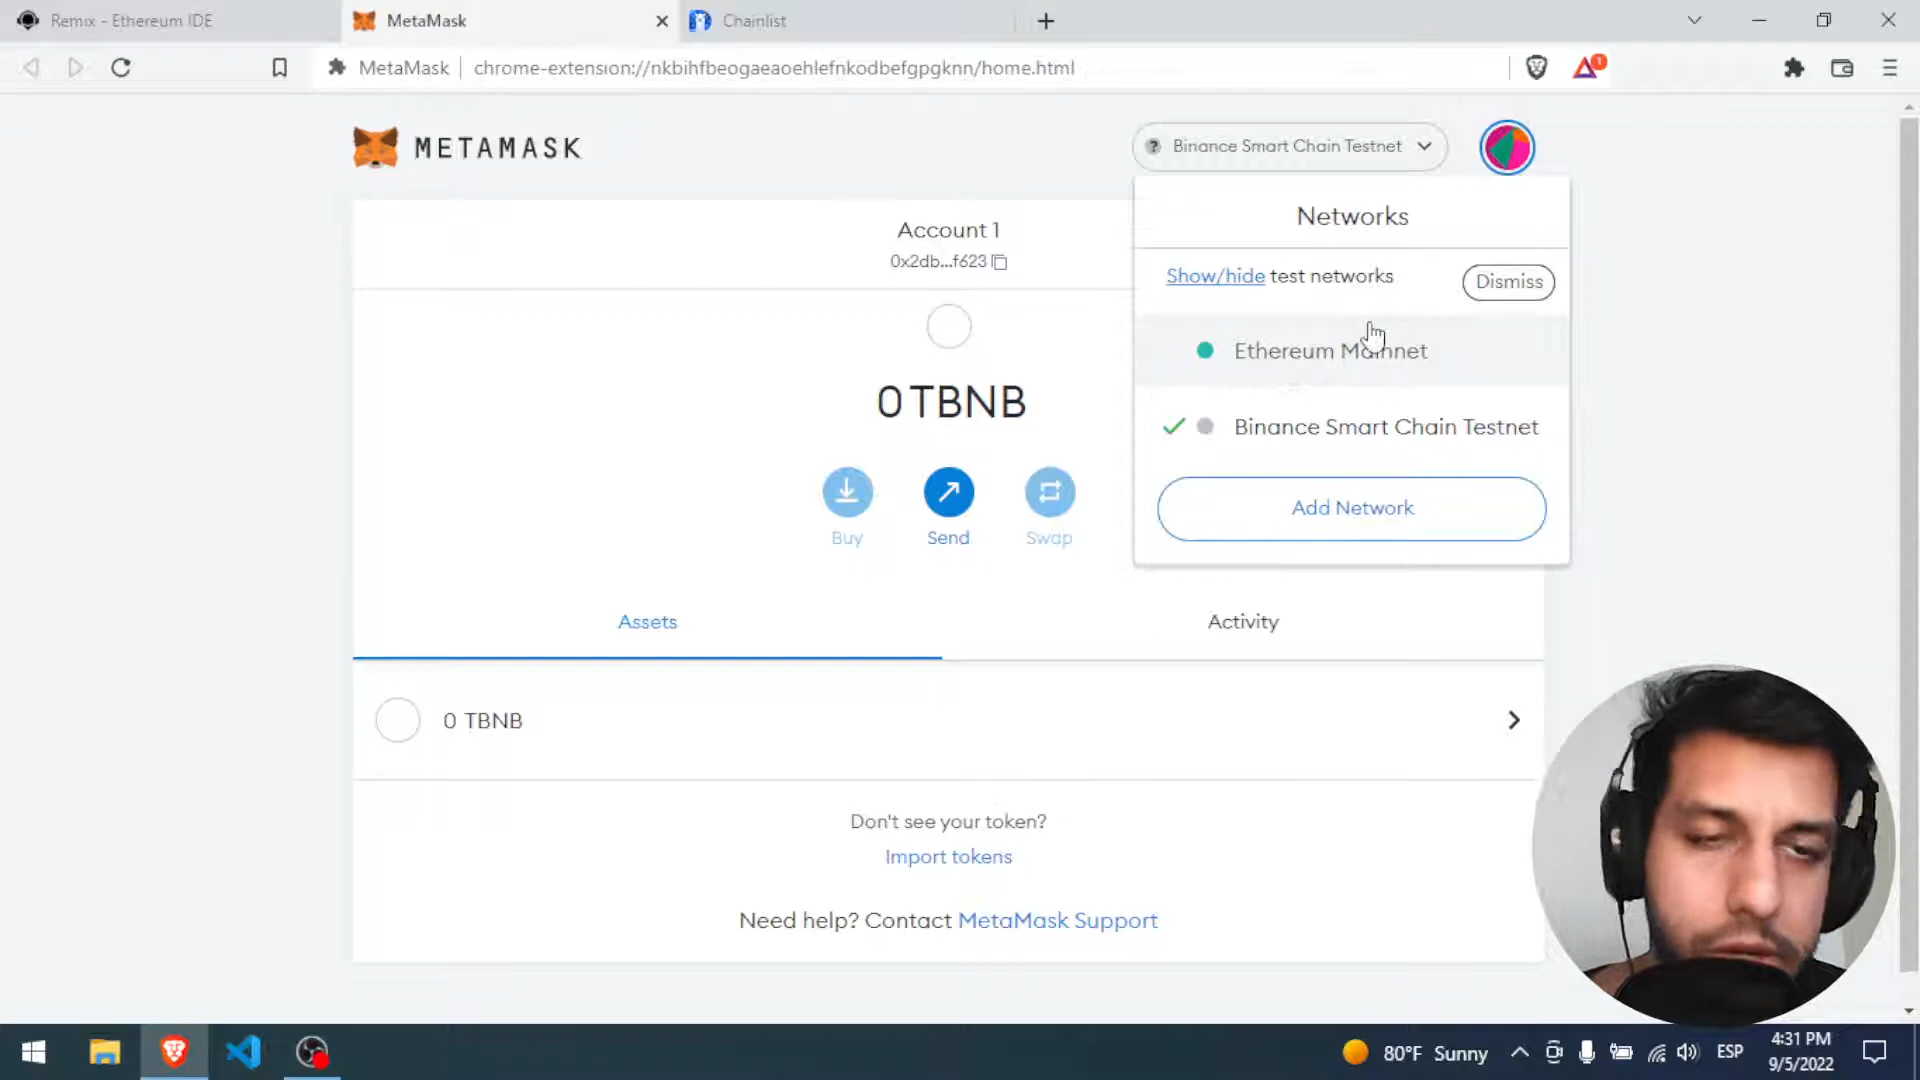 Remix - Ethereum IDE
MetaMask
Chainlist
MetaMask
chrome-extension://nkbihfbeogaeaoehlefnkodbefgpgknn/home.html
1
METAMASK
Binance Smart Chain Testnet
Networks
Account 1
0x2db...f623
Show/hide test networks
Dismiss
Ethereum Mainnet
0 TBNB
Binance Smart Chain Testnet
Add Network
Buy
Send
Swap
Assets
Activity
0 TBNB
Don't see your token?
Import tokens
Need help? Contact MetaMask Support
80°F Sunny
ESP
4:31 PM
9/5/2022